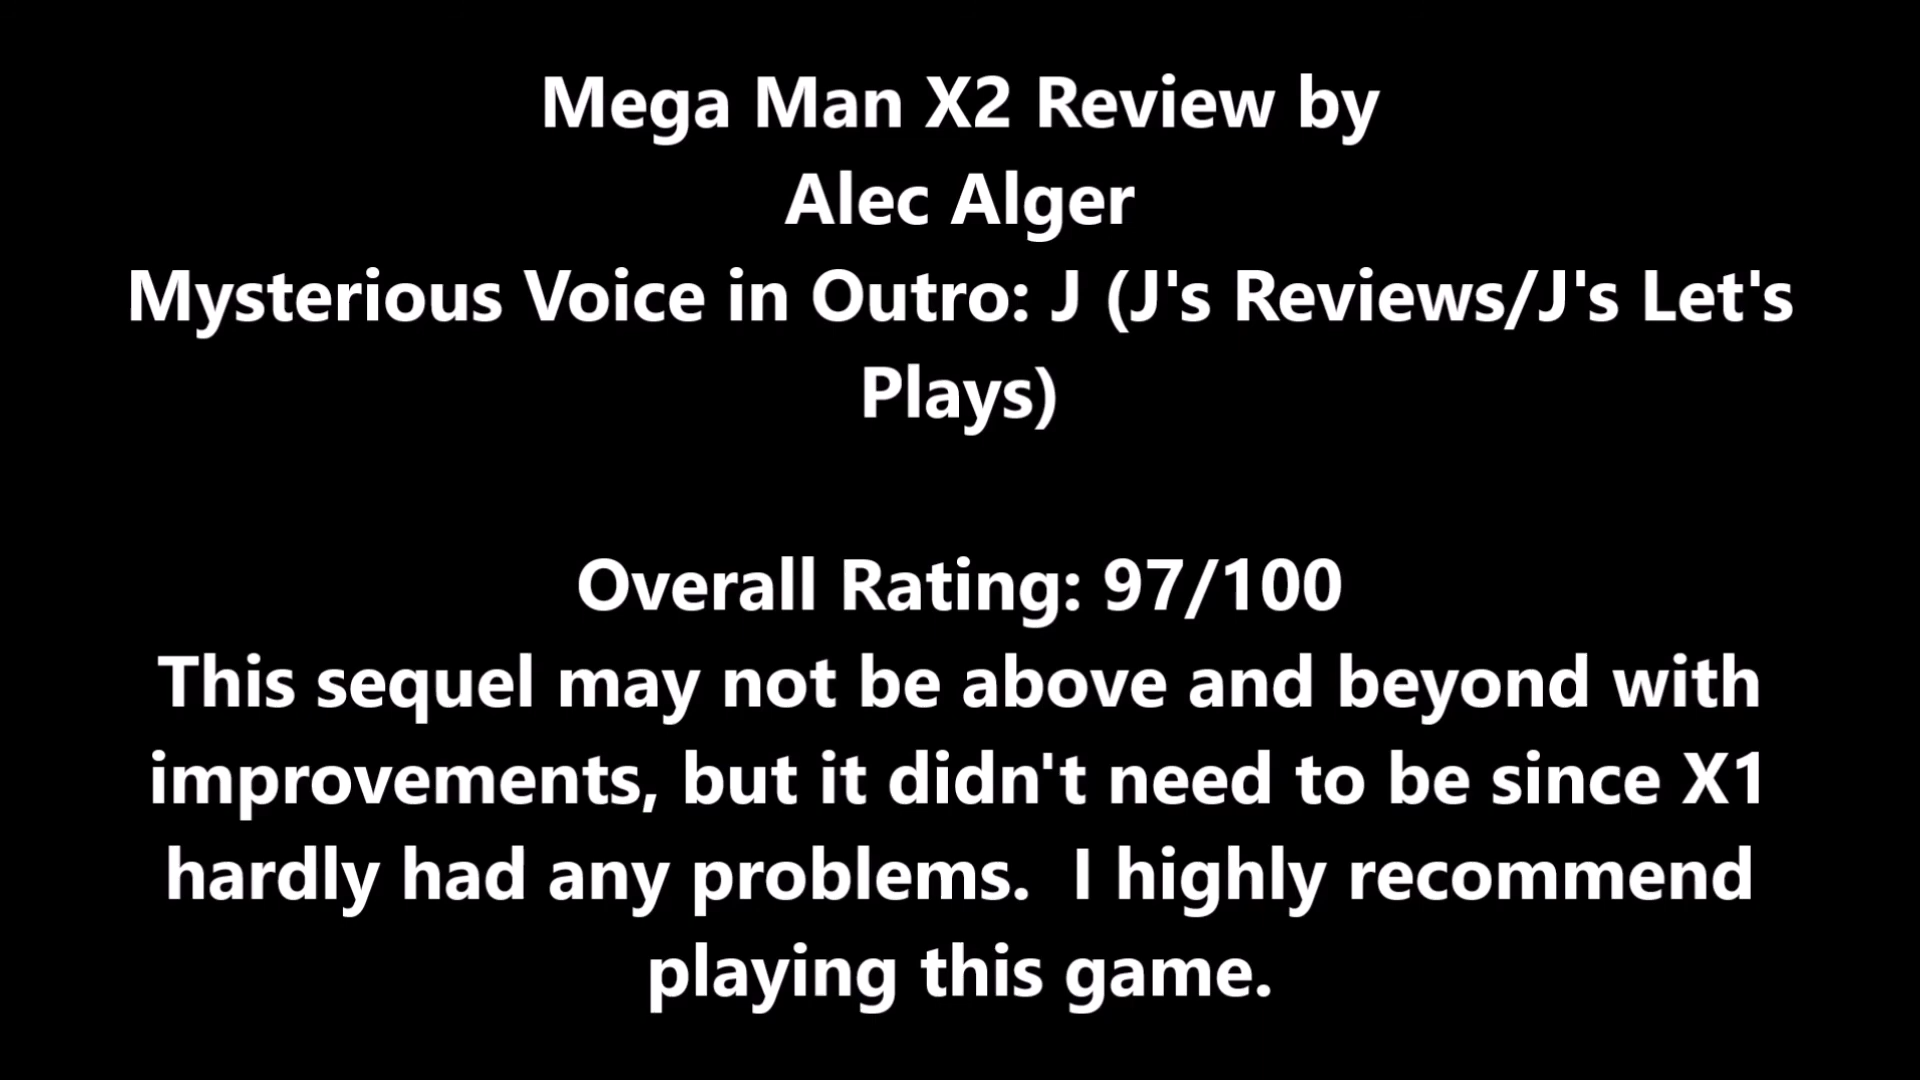 Mega Man X2 Review by
Alec Alger
Mysterious Voice in Outro: J (J's Reviews/J's Let's
Plays)
Overall Rating: 97/100
This sequel may not be above and beyond with
improvements, but it didn't need to be since X1
hardly had any problems.  I highly recommend
playing this game.